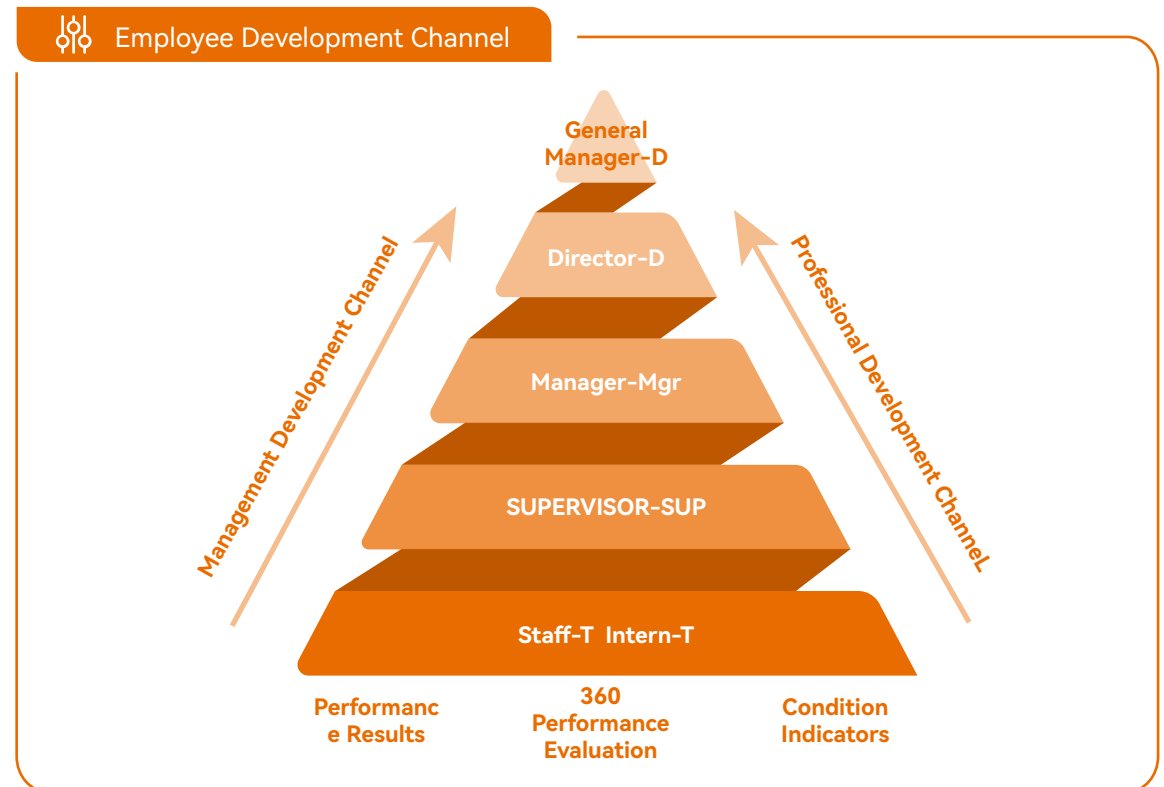 Employee Development Channel
General
Manager-D
Director-D
Manager-Mgr
SUPERVISOR-SUP
Staff-T Intern-T
Management Development Channel
Professional Development ChanneL
Performanc
e Results
360
Performance
Evaluation
Condition
Indicators